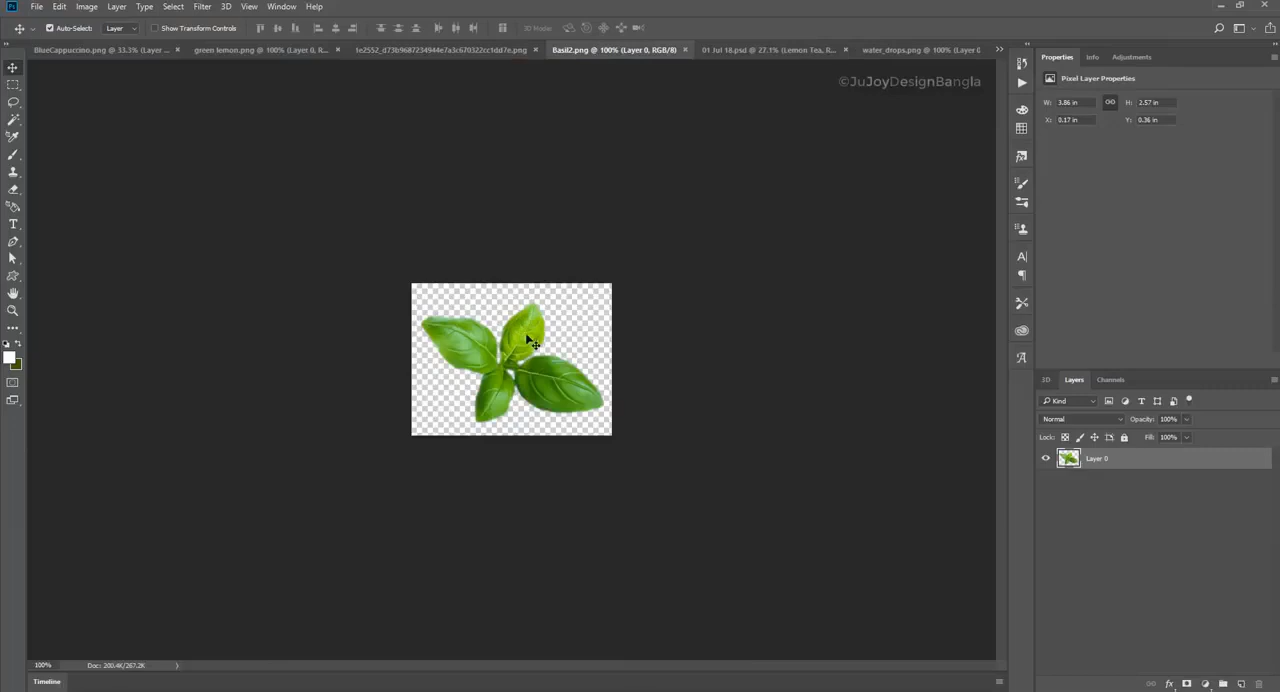 Ps File Edit Image Layer Type Select Filter 3D View Window Help
Auto-Select: Layer Show Transform Controls 3D Mode:
BlueCappuccino.png @ 33.3% (Layer ... × green lemon.png @ 100% (Layer 0, R... × 1e2552_d73b9687234944e7a3c670322cc1dd7e.png × Basil2.png @ 100% (Layer 0, RGB/8) × 01 Jul 18.psd @ 27.1% (Lemon Tea, R... × water_drops.png @ 100% (Layer 0
©JuJoyDesignBangla
Properties Info Adjustments
Pixel Layer Properties
W: 3.86 in H: 2.57 in
X: 0.17 in Y: 0.36 in
3D Layers Channels
Kind
Normal Opacity: 100%
Lock: Fill: 100%
Layer 0
100% Doc: 200.4K/267.2K
Timeline